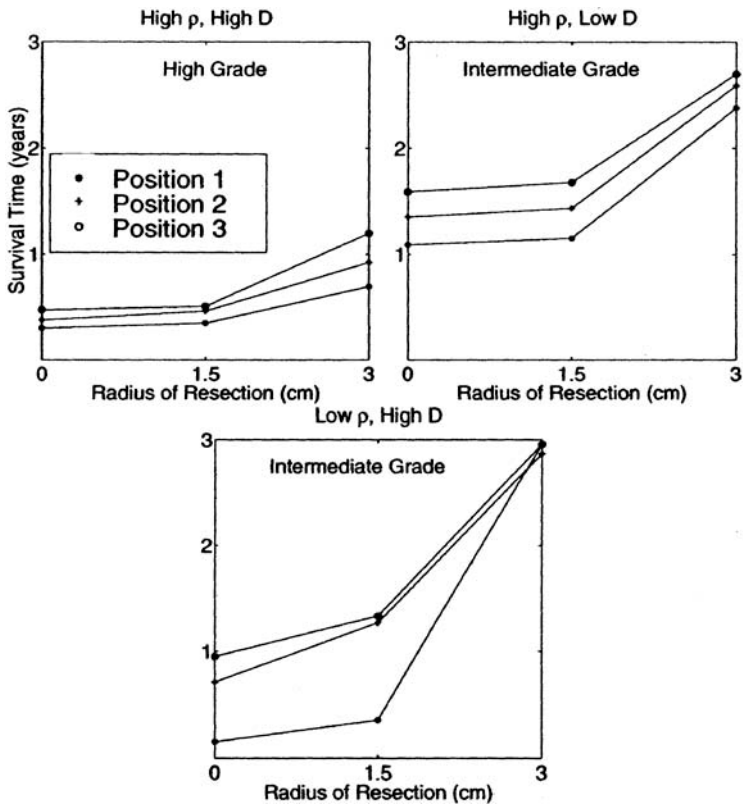 High ρ, High D
High Grade
Survival Time (years)
3
2
1
Position 1
Position 2
Position 3
0
1.5
3
Radius of Resection (cm)
High ρ, Low D
Intermediate Grade
3
2
1
0
1.5
3
Radius of Resection (cm)
Low ρ, High D
Intermediate Grade
3
2
1
0
1.5
3
Radius of Resection (cm)